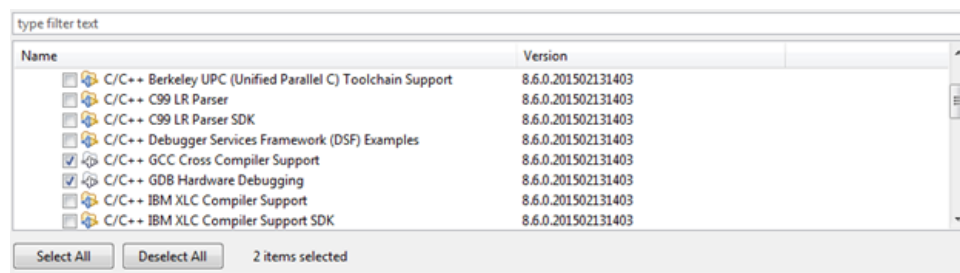 type filter text
Name Version
C/C++ Berkeley UPC (Unified Parallel C) Toolchain Support 8.6.0.201502131403
C/C++ C99 LR Parser 8.6.0.201502131403
C/C++ C99 LR Parser SDK 8.6.0.201502131403
C/C++ Debugger Services Framework (DSF) Examples 8.6.0.201502131403
C/C++ GCC Cross Compiler Support 8.6.0.201502131403
C/C++ GDB Hardware Debugging 8.6.0.201502131403
C/C++ IBM XLC Compiler Support 8.6.0.201502131403
C/C++ IBM XLC Compiler Support SDK 8.6.0.201502131403
Select All Deselect All 2 items selected